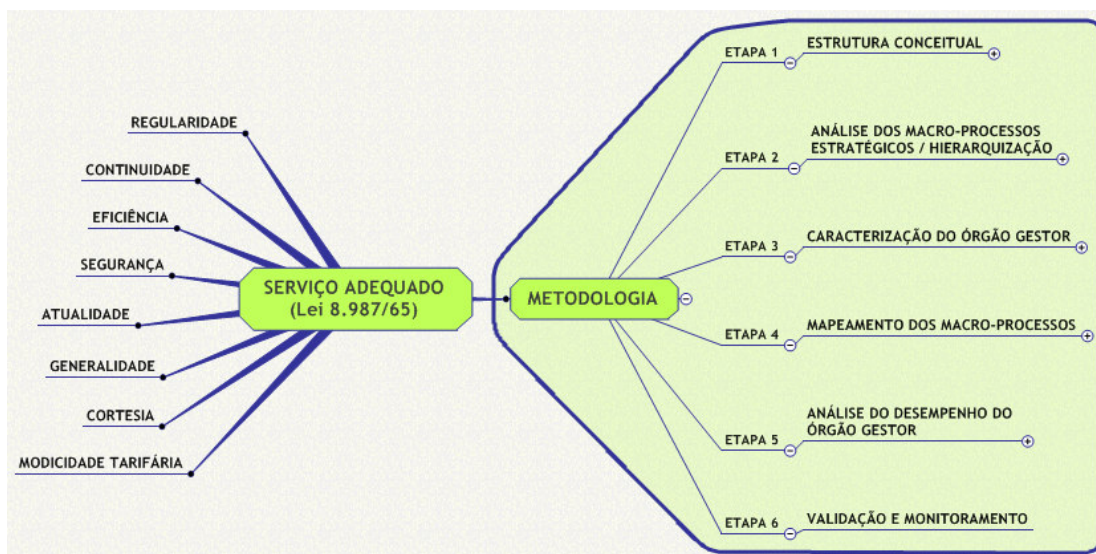 REGULARIDADE
CONTINUIDADE
EFICIÊNCIA
SEGURANÇA
ATUALIDADE
GENERALIDADE
CORTESIA
MODICIDADE TARIFÁRIA
SERVIÇO ADEQUADO
(Lei 8.987/65)
METODOLOGIA
ETAPA 1
ESTRUTURA CONCEITUAL
ETAPA 2
ANÁLISE DOS MACRO-PROCESSOS
ESTRATÉGICOS / HIERARQUIZAÇÃO
ETAPA 3
CARACTERIZAÇÃO DO ÓRGÃO GESTOR
ETAPA 4
MAPEAMENTO DOS MACRO-PROCESSOS
ETAPA 5
ANÁLISE DO DESEMPENHO DO
ÓRGÃO GESTOR
ETAPA 6
VALIDAÇÃO E MONITORAMENTO